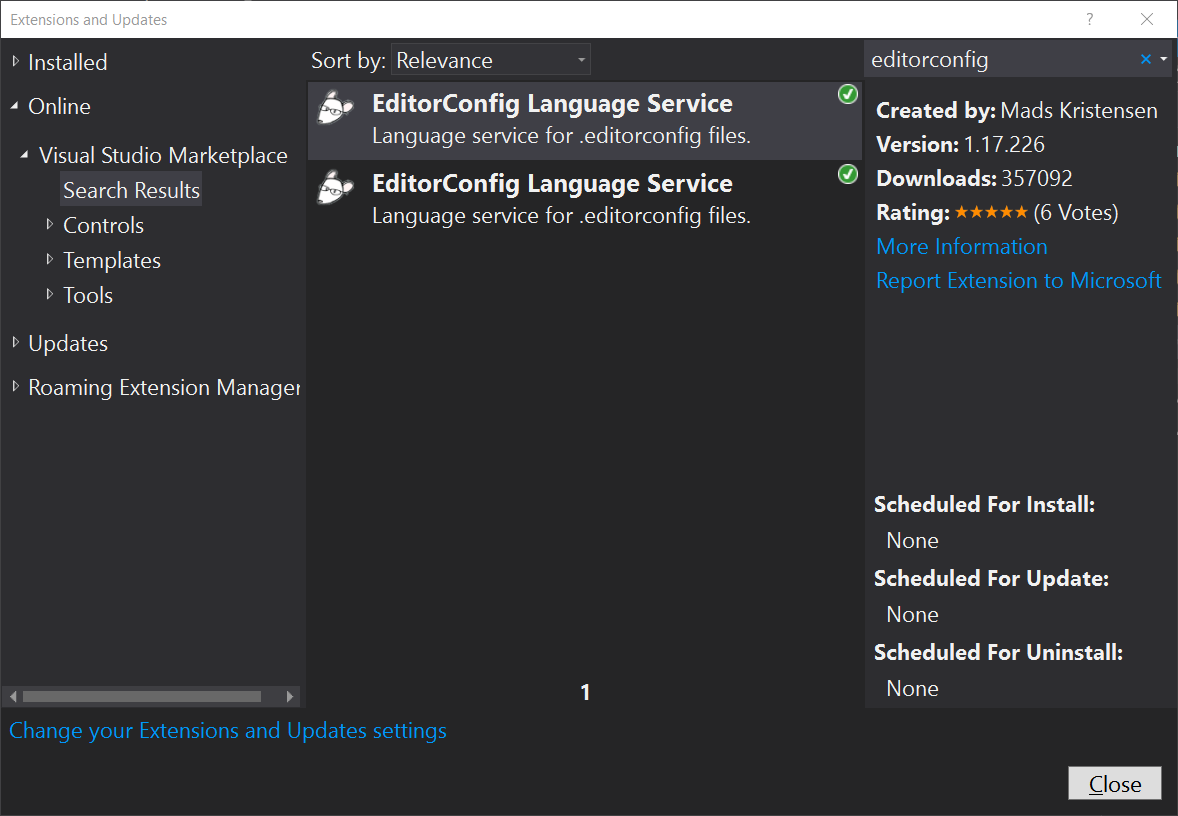 Extensions and Updates
?
Installed
Online
Visual Studio Marketplace
Search Results
Controls
Templates
Tools
Updates
Roaming Extension Manager
Sort by: Relevance
EditorConfig Language Service
Language service for .editorconfig files.
EditorConfig Language Service
Language service for .editorconfig files.
1
editorconfig
Created by: Mads Kristensen
Version: 1.17.226
Downloads: 357092
Rating: ★★★★★ (6 Votes)
More Information
Report Extension to Microsoft
Scheduled For Install:
None
Scheduled For Update:
None
Scheduled For Uninstall:
None
Change your Extensions and Updates settings
Close